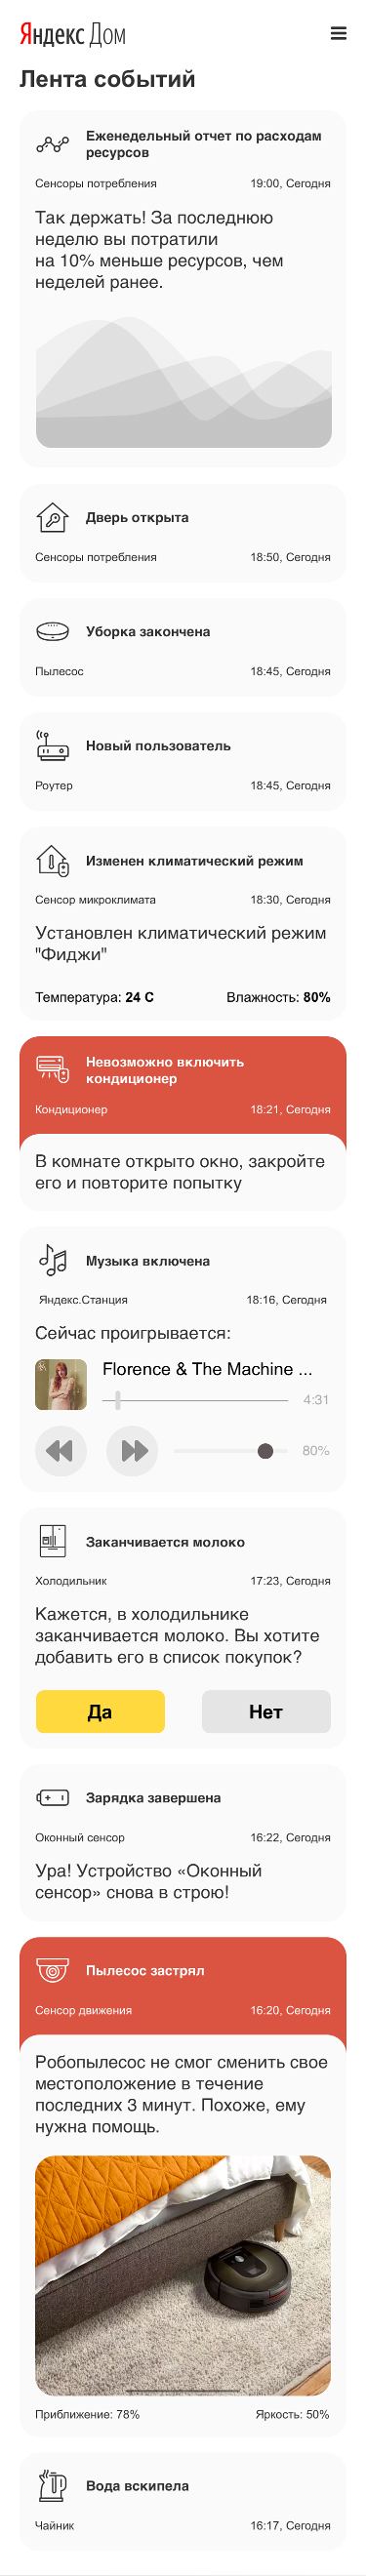 Яндекс Дом
Лента событий
Еженедельный отчет по расходам
ресурсов
Сенсоры потребления 19:00, Сегодня
Так держать! За последнюю
неделю вы потратили
на 10% меньше ресурсов, чем
неделей ранее.
Дверь открыта
Сенсоры потребления 18:50, Сегодня
Уборка закончена
Пылесос 18:45, Сегодня
Новый пользователь
Роутер 18:45, Сегодня
Изменен климатический режим
Сенсор микроклимата 18:30, Сегодня
Установлен климатический режим
"Фиджи"
Температура: 24 C Влажность: 80%
Невозможно включить
кондиционер
Кондиционер 18:21, Сегодня
В комнате открыто окно, закройте
его и повторите попытку
Музыка включена
Яндекс.Станция 18:16, Сегодня
Сейчас проигрывается:
Florence & The Machine ...
4:31
80%
Заканчивается молоко
Холодильник 17:23, Сегодня
Кажется, в холодильнике
заканчивается молоко. Вы хотите
добавить его в список покупок?
Да Нет
Зарядка завершена
Оконный сенсор 16:22, Сегодня
Ура! Устройство «Оконный
сенсор» снова в строю!
Пылесос застрял
Сенсор движения 16:20, Сегодня
Робопылесос не смог сменить свое
местоположение в течение
последних 3 минут. Похоже, ему
нужна помощь.
Приближение: 78% Яркость: 50%
Вода вскипела
Чайник 16:17, Сегодня